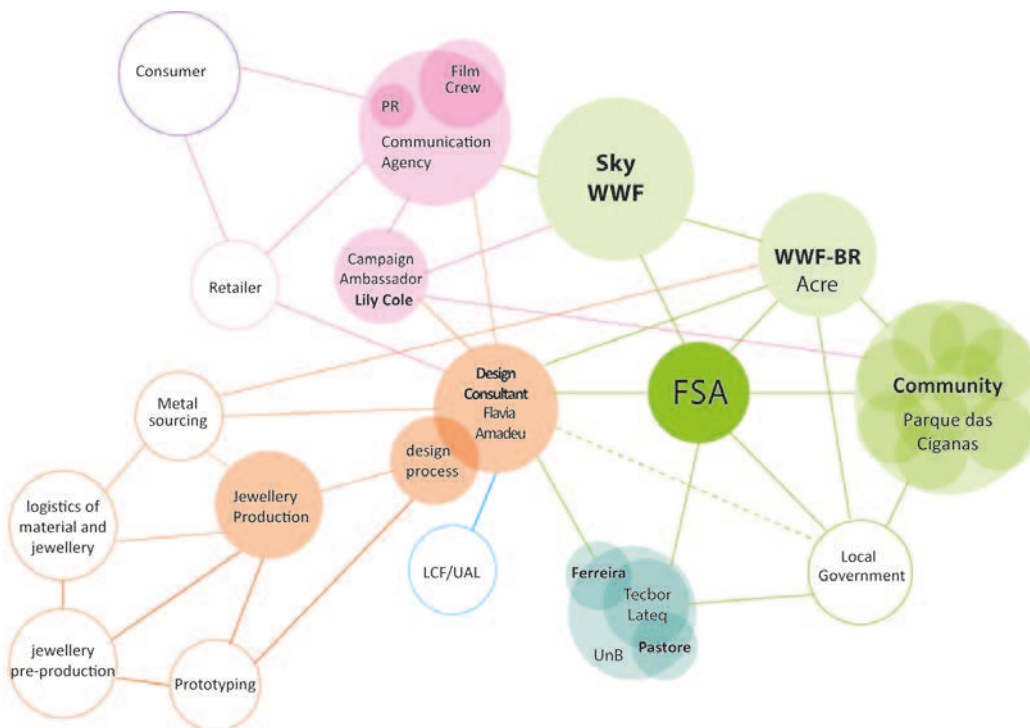 Consumer
Film
Crew
PR
Communication
Agency
Sky
WWF
WWF-BR
Acre
Campaign
Ambassador
Lily Cole
Retailer
Design
Consultant
Flavia
Amadeu
FSA
Community
Parque das
Ciganas
Metal
sourcing
design
process
Jewellery
Production
logistics of
material and
jewellery
LCF/UAL
Local
Government
Ferreira
Tecbor
Lateq
UnB
Pastore
jewellery
pre-production
Prototyping